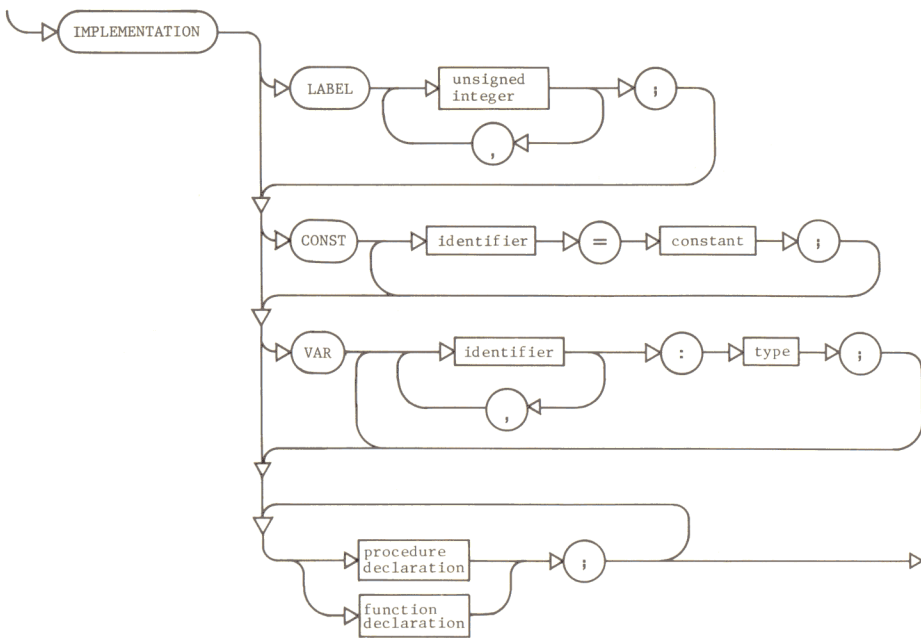 IMPLEMENTATION
LABEL
unsigned
integer
;
,
CONST
identifier
=
constant
;
VAR
identifier
:
type
;
,
procedure
declaration
;
function
declaration